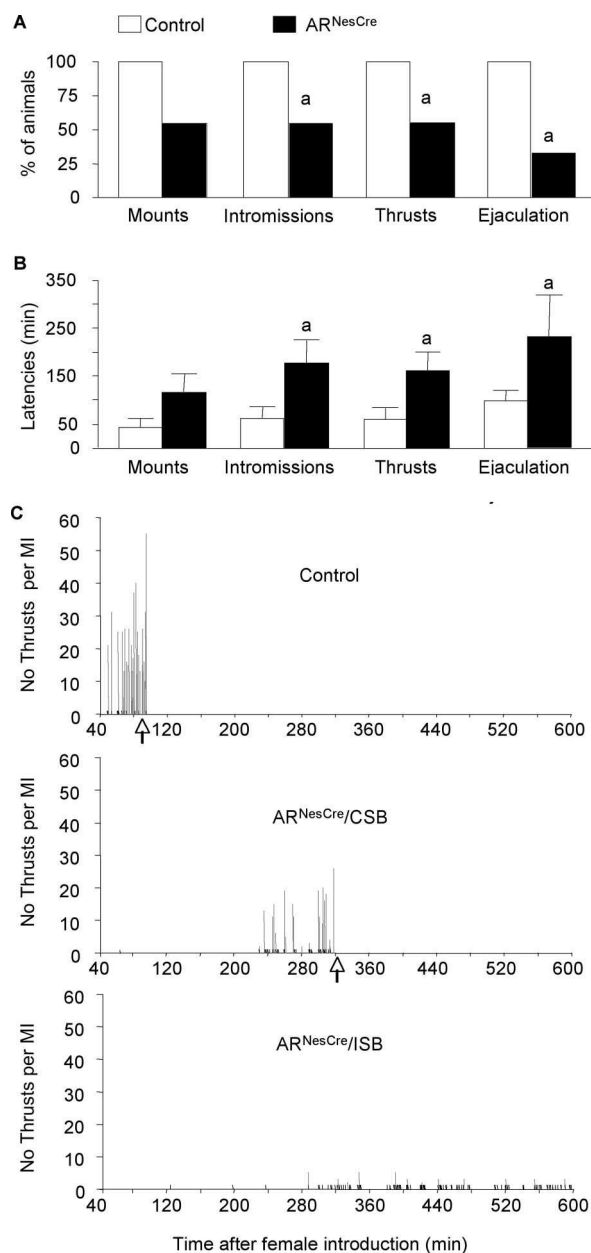 A Control AR^NesCre
% of animals
100
75
50
25
0
a a a
Mounts Intromissions Thrusts Ejaculation
B
Latencies (min)
350
250
150
50
0
a a a
Mounts Intromissions Thrusts Ejaculation
C
No Thrusts per MI
60
50
40
30
20
10
0
Control
40 120 200 280 360 440 520 600
No Thrusts per MI
60
50
40
30
20
10
0
AR^NesCre/CSB
40 120 200 280 360 440 520 600
No Thrusts per MI
60
50
40
30
20
10
0
AR^NesCre/ISB
40 120 200 280 360 440 520 600
Time after female introduction (min)